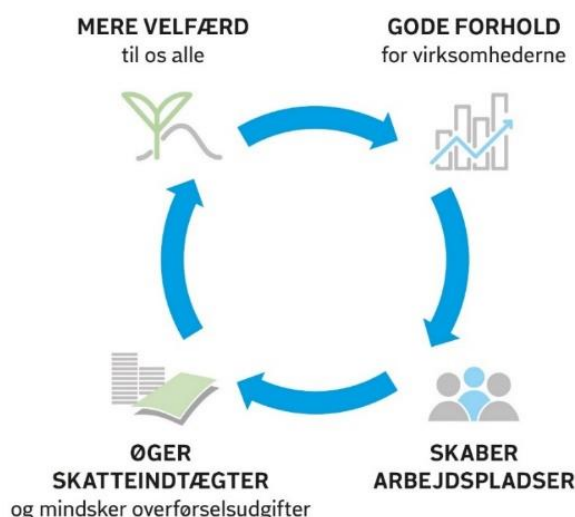 MERE VELFÆRD
til os alle
GODE FORHOLD
for virksomhederne
ØGER
SKATTEINDTÆGTER
og mindsker overførselsudgifter
SKABER
ARBEJDSPLADSER